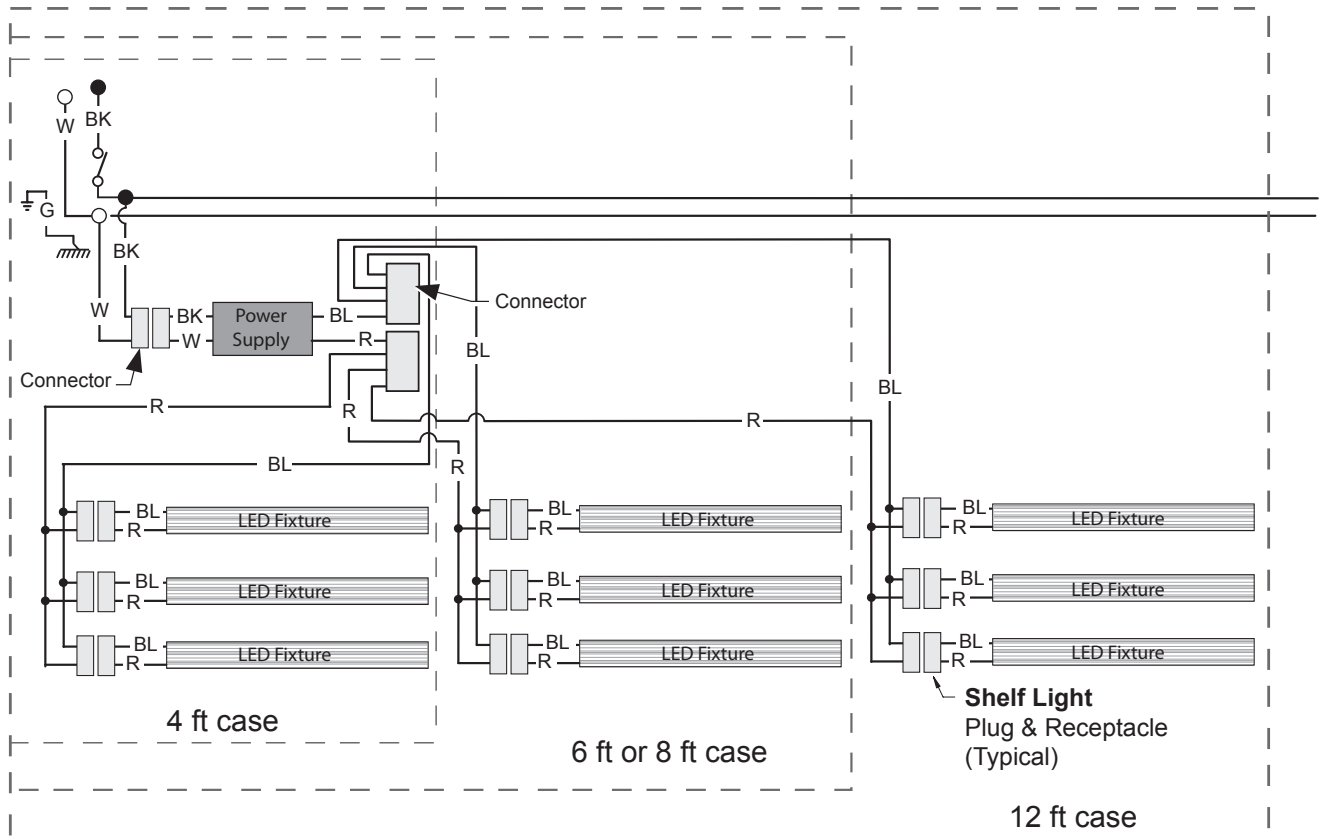 W
BK
G
BK
W
BK
W
Power
Supply
BL
R
Connector
Connector
BL
BL
R
R
R
R
BL
BL
R
LED Fixture
BL
R
LED Fixture
BL
R
LED Fixture
BL
R
LED Fixture
BL
R
LED Fixture
BL
R
LED Fixture
BL
R
LED Fixture
BL
R
LED Fixture
BL
R
LED Fixture
Shelf Light
Plug & Receptacle
(Typical)
4 ft case
6 ft or 8 ft case
12 ft case